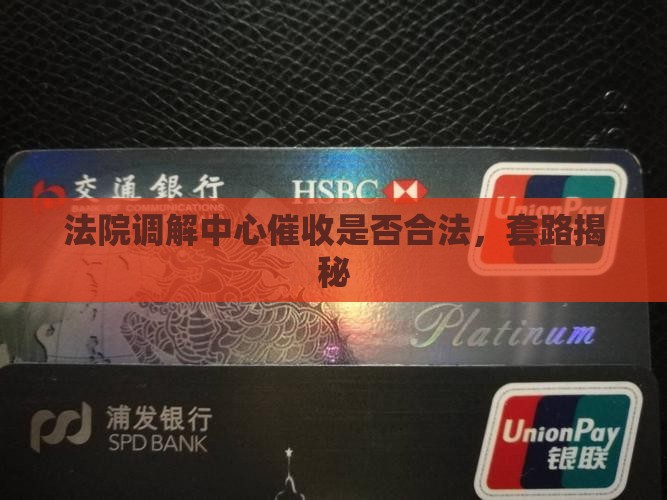 交通銀行 HSBC
BANK OF COMMUNICATIONS
UnionPay
法院调解中心催收是否合法，套路揭
秘
Platinum
浦发银行
SPD BANK
UnionPay
银联